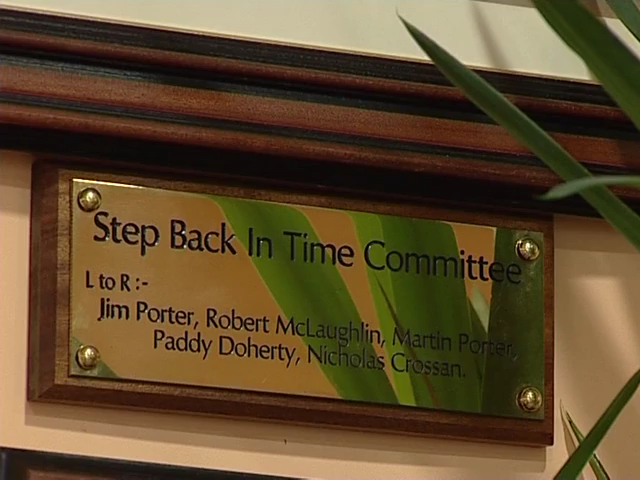 Step Back In Time Committee
L to R :-
Jim Porter, Robert McLaughlin, Martin Porter,
Paddy Doherty, Nicholas Crossan.